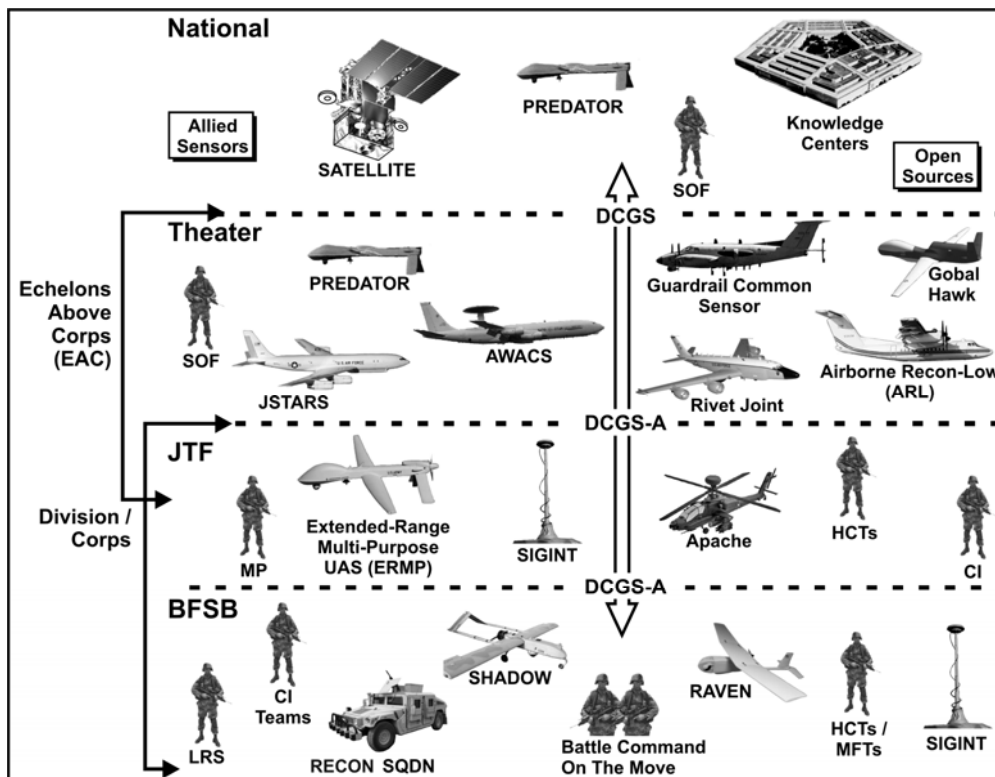 National
Allied
Sensors
SATELLITE
PREDATOR
SOF
Knowledge
Centers
Open
Sources
DCGS
Theater
Echelons
Above
Corps
(EAC)
SOF
PREDATOR
JSTARS
AWACS
Guardrail Common
Sensor
Gobal
Hawk
Rivet Joint
Airborne Recon-Low
(ARL)
DCGS-A
JTF
Division /
Corps
MP
Extended-Range
Multi-Purpose
UAS (ERMP)
SIGINT
Apache
HCTs
CI
DCGS-A
BFSB
LRS
CI
Teams
RECON SQDN
SHADOW
Battle Command
On The Move
RAVEN
HCTs /
MFTs
SIGINT